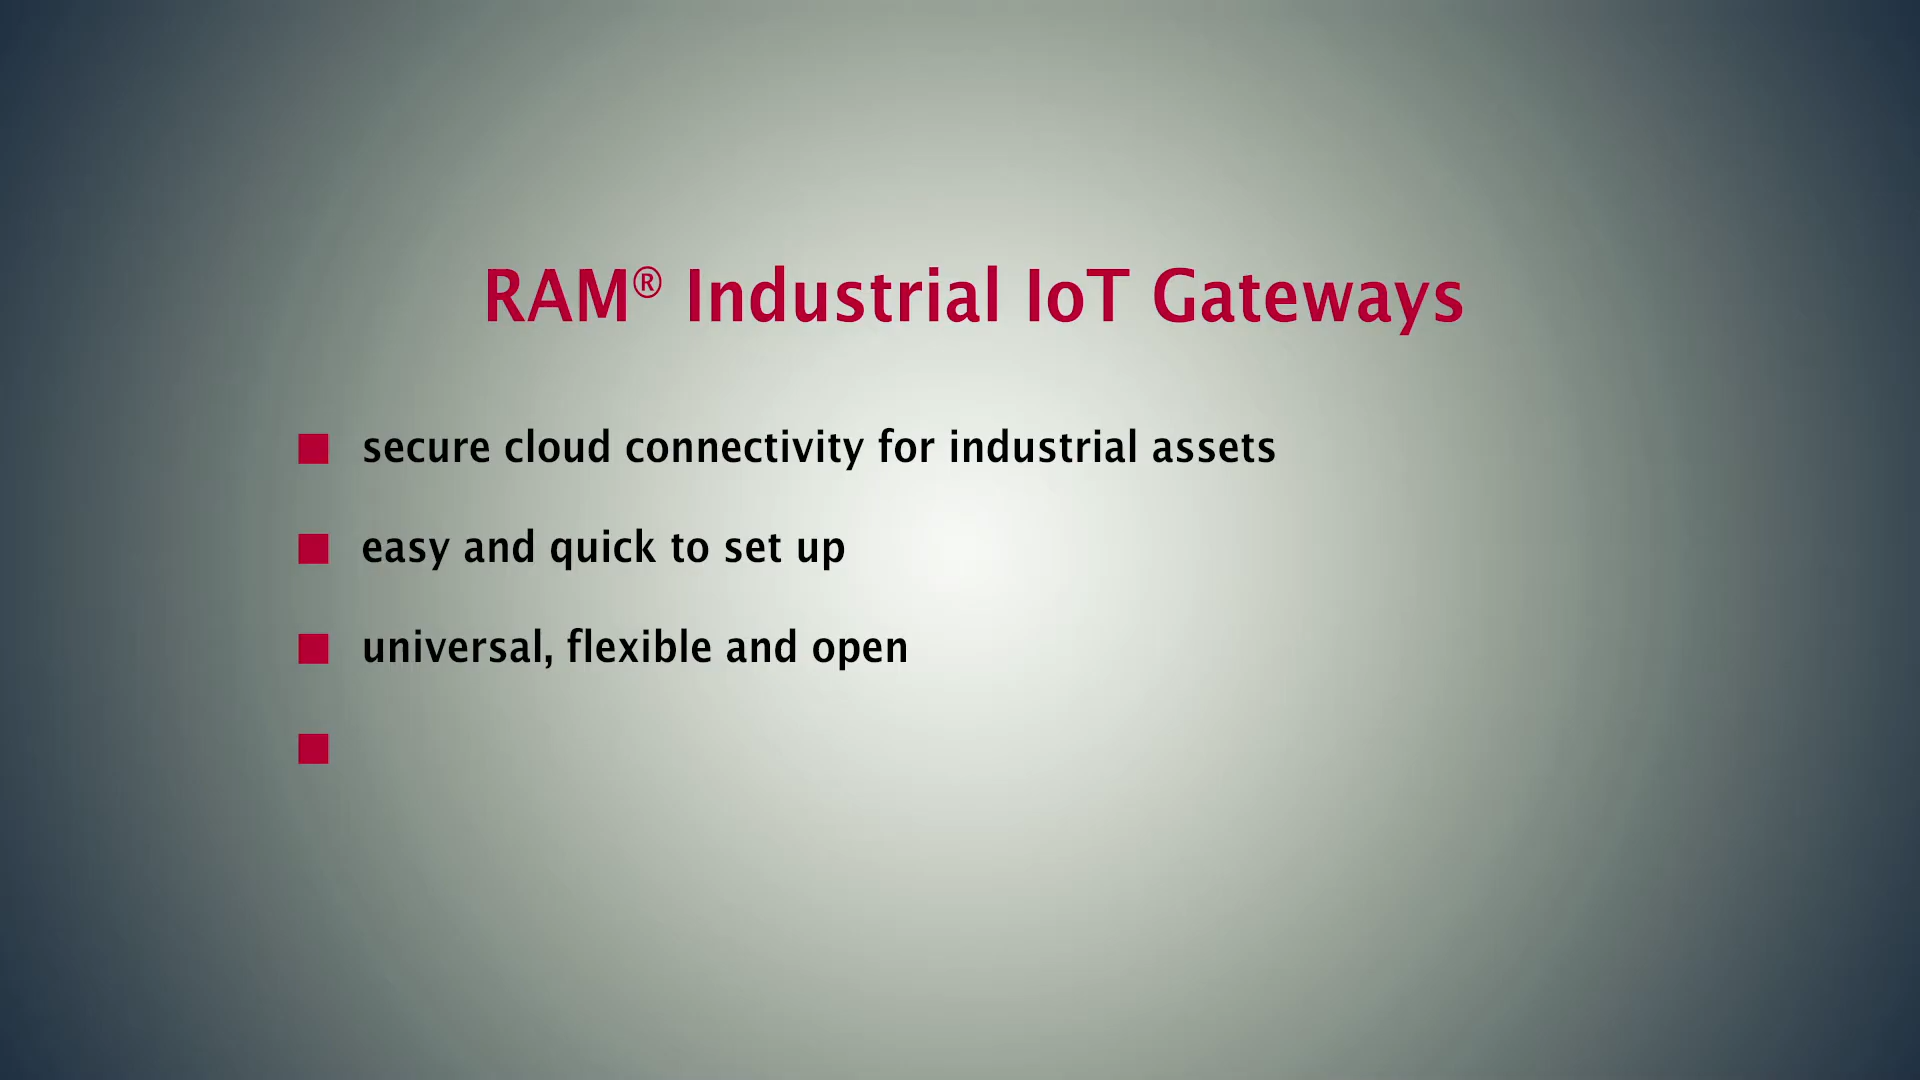 RAM® Industrial IoT Gateways
secure cloud connectivity for industrial assets
easy and quick to set up
universal, flexible and open